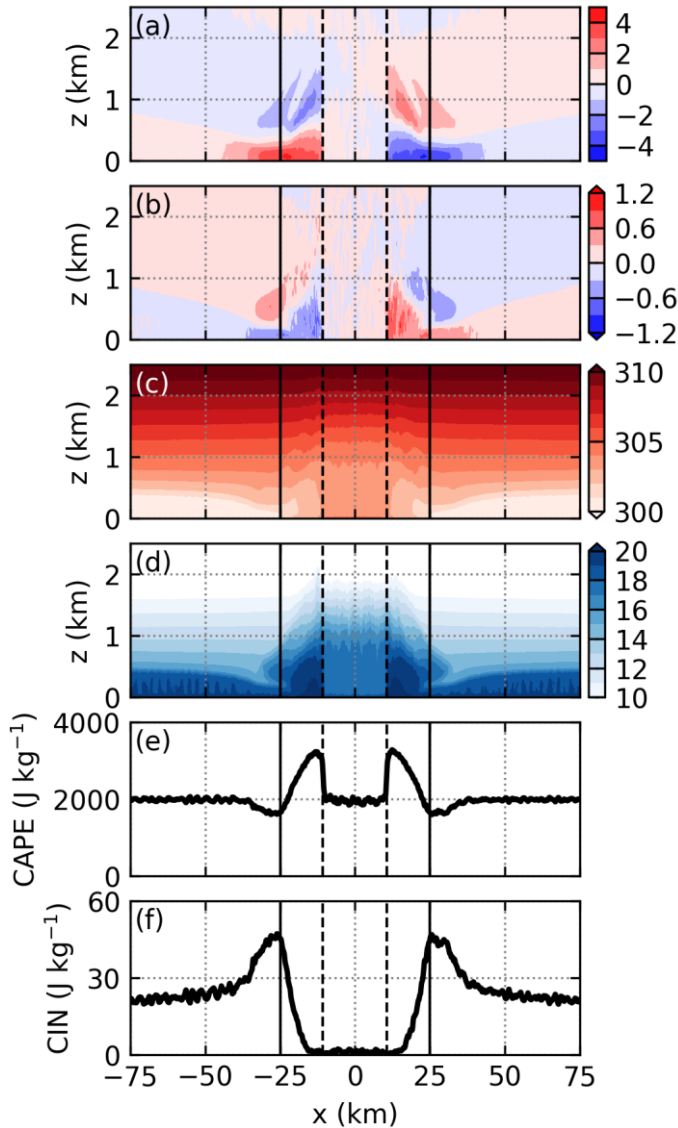 (a)
z (km)
2
1
0
4
2
0
−2
−4
(b)
z (km)
2
1
0
1.2
0.6
0.0
−0.6
−1.2
(c)
z (km)
2
1
0
310
305
300
(d)
z (km)
2
1
0
20
18
16
14
12
10
(e)
CAPE (J kg⁻¹)
4000
2000
0
(f)
CIN (J kg⁻¹)
60
30
0
−75 −50 −25 0 25 50 75
x (km)